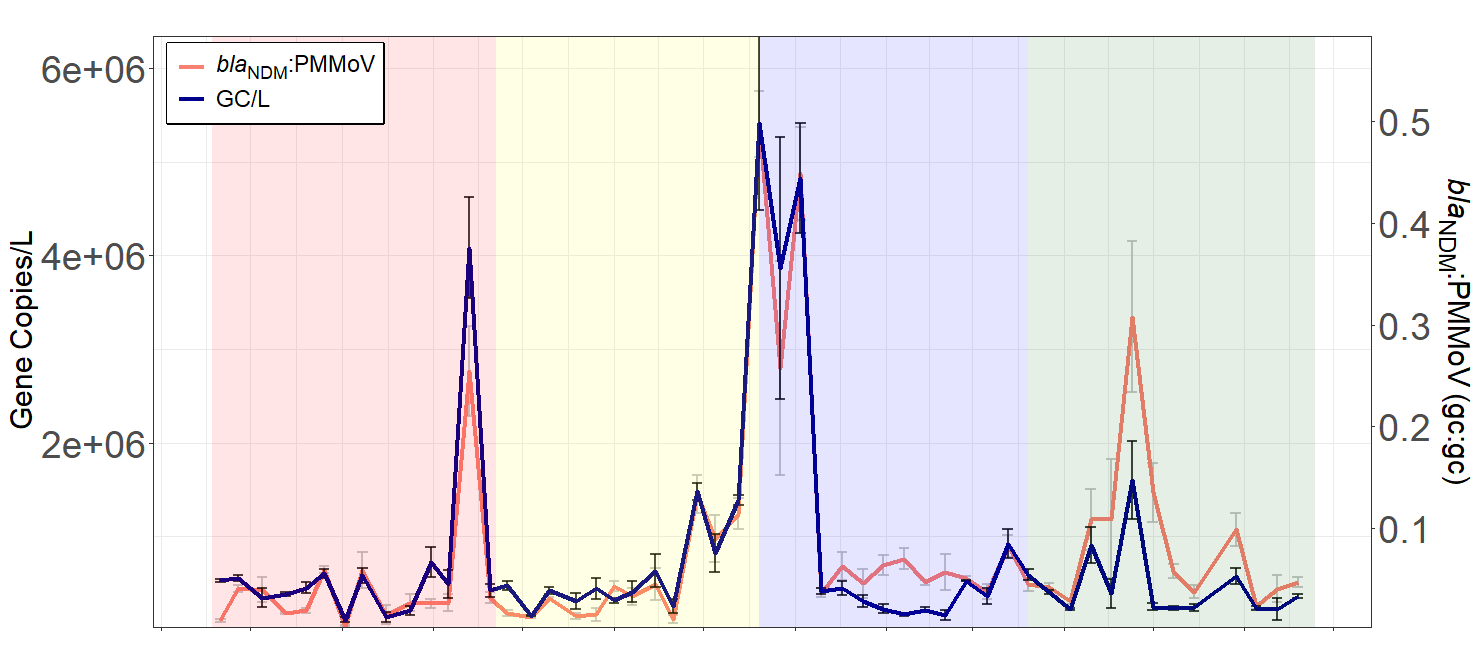 blaNDM:PMMoV
GC/L
6e+06
4e+06
2e+06
Gene Copies/L
0.5
0.4
0.3
0.2
0.1
blaNDM:PMMoV (gc:gc)